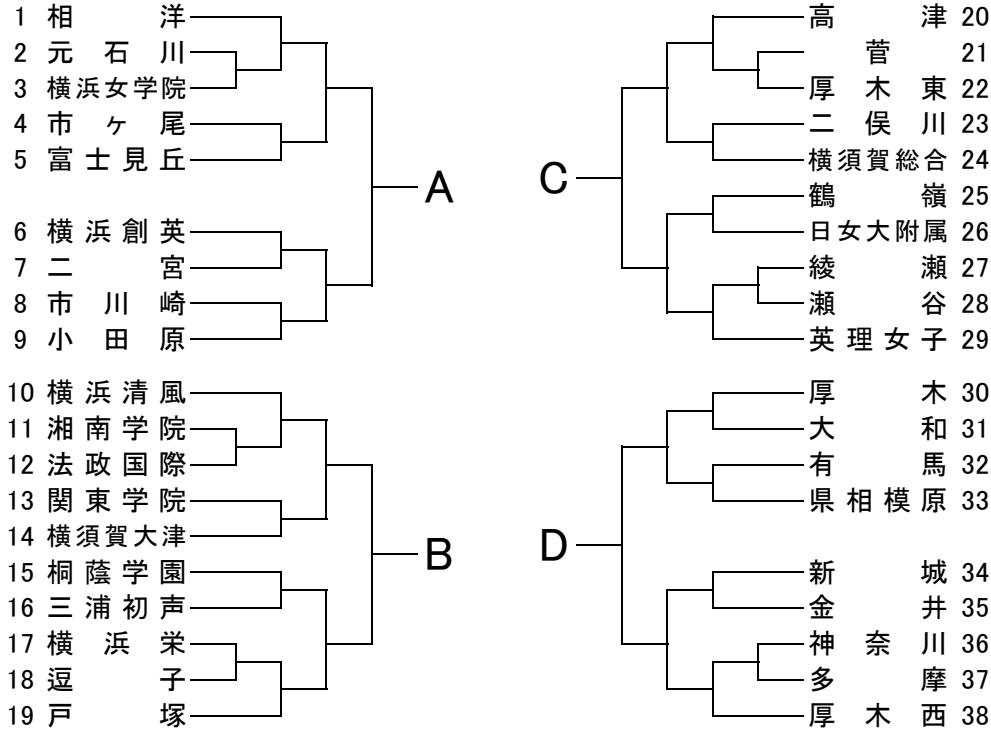 1 相洋
2 元石川
3 横浜女学院
4 市ヶ尾
5 富士見丘
A
6 横浜創英
7 二宮
8 市川崎
9 小田原
10 横浜清風
11 湘南学院
12 法政国際
13 関東学院
14 横須賀大津
B
15 桐蔭学園
16 三浦初声
17 横浜栄
18 逗子
19 戸塚
高津 20
菅 21
厚木東 22
二俣川 23
横須賀総合 24
C
鶴嶺 25
日女大附属 26
綾瀬 27
瀬谷 28
英理女子 29
厚木 30
大和 31
有馬 32
県相模原 33
D
新城 34
金井 35
神奈川 36
多摩 37
厚木西 38